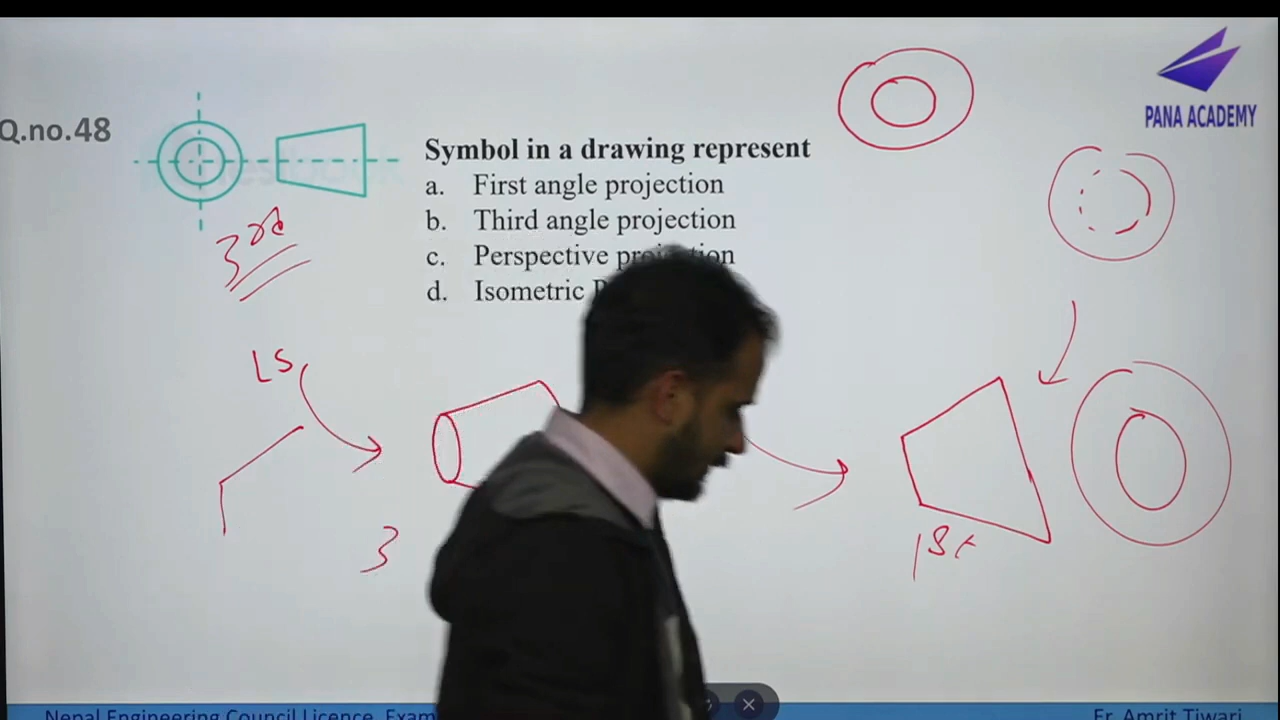 PANA ACADEMY
Q.no.48
Symbol in a drawing represent
a. First angle projection
b. Third angle projection
c. Perspective projection
d. Isometric
3rd
LS
3
1st
Nepal Engineering Council Licence Exam
Er. Amrit Tiwari